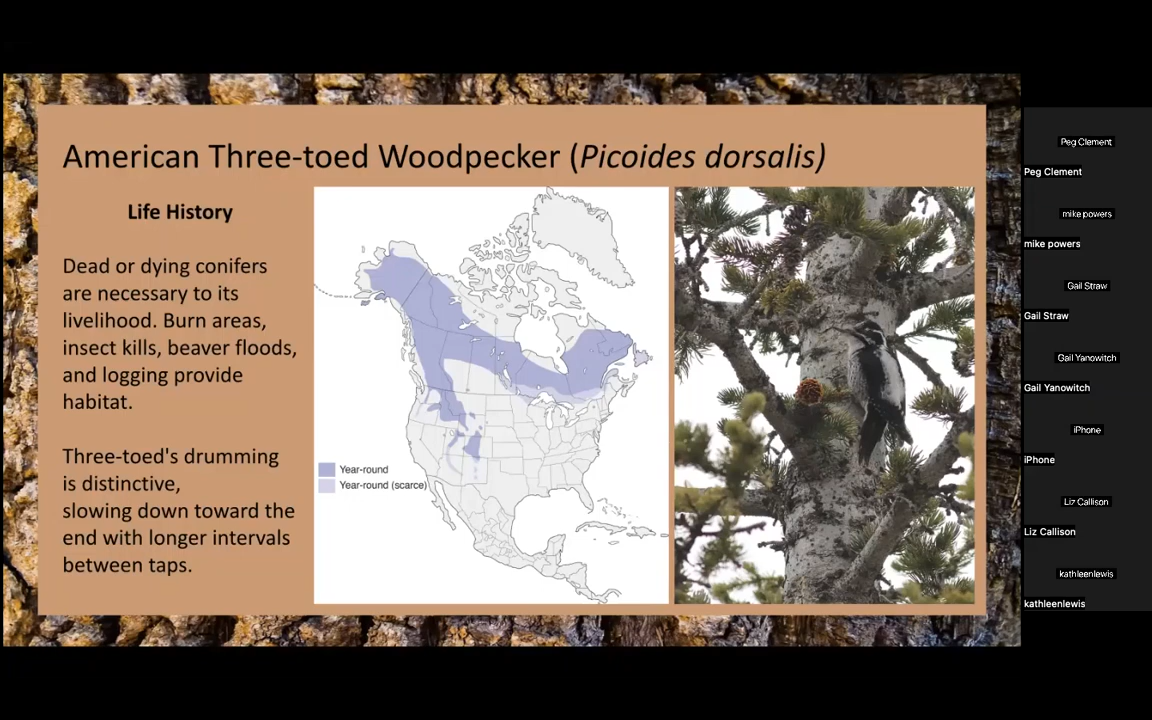 American Three-toed Woodpecker (Picoides dorsalis)
Life History
Dead or dying conifers
are necessary to its
livelihood. Burn areas,
insect kills, beaver floods,
and logging provide
habitat.
Three-toed's drumming
is distinctive,
slowing down toward the
end with longer intervals
between taps.
Year-round
Year-round (scarce)
Peg Clement
Peg Clement
mike powers
mike powers
Gail Straw
Gail Straw
Gail Yanowitch
Gail Yanowitch
iPhone
iPhone
Liz Callison
Liz Callison
kathleenlewis
kathleenlewis